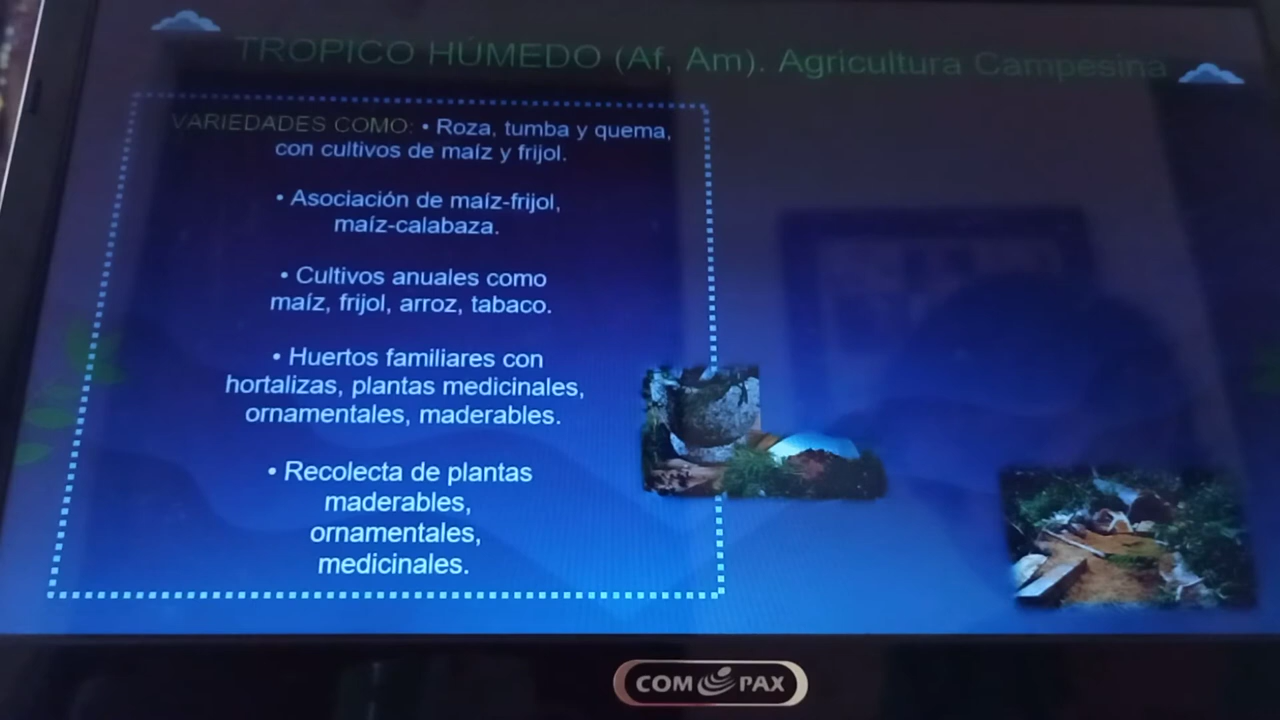 TROPICO HÚMEDO (Af, Am). Agricultura Campesina
VARIEDADES COMO: • Roza, tumba y quema,
con cultivos de maíz y frijol.
• Asociación de maíz-frijol,
maíz-calabaza.
• Cultivos anuales como
maíz, frijol, arroz, tabaco.
• Huertos familiares con
hortalizas, plantas medicinales,
ornamentales, maderables.
• Recolecta de plantas
maderables,
ornamentales,
medicinales.
COMPAX